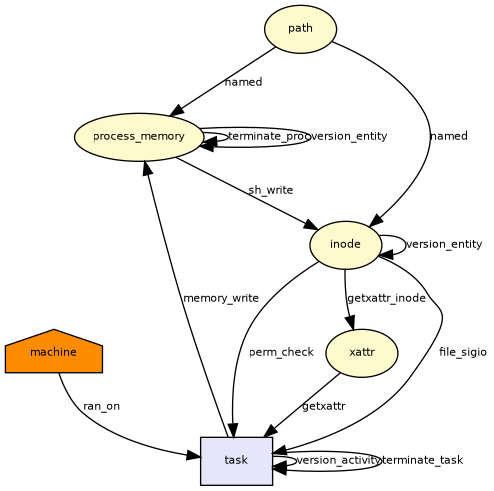 path
named
named
process_memory
terminate_proc
version_entity
sh_write
inode
version_entity
memory_write
getxattr_inode
machine
perm_check
xattr
file_sigio
ran_on
getxattr
task
version_activity
terminate_task